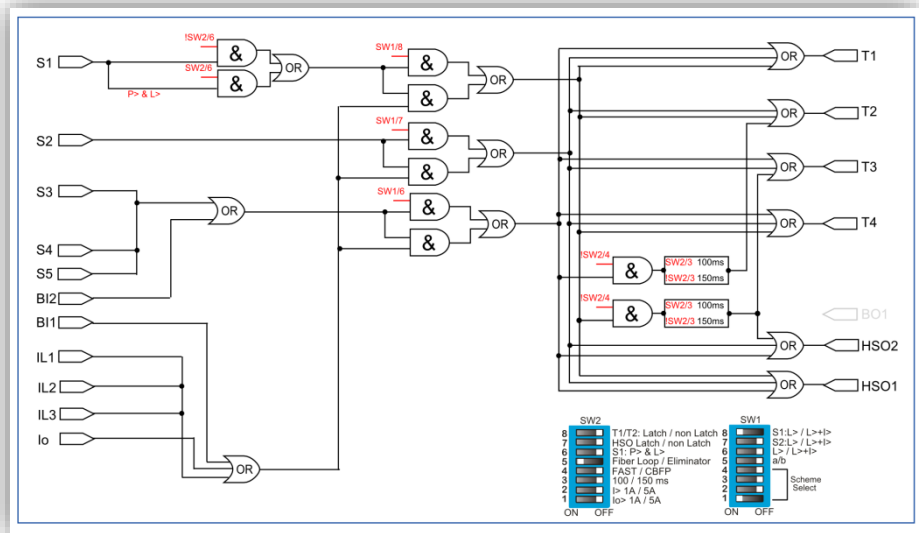 !SW2/6
&
SW2/6
&
OR
S1
P> & L>
SW1/8
&
&
OR
OR
T1
SW1/7
&
&
OR
S2
OR
T2
S3
OR
SW1/6
&
&
OR
OR
T3
OR
T4
S4
S5
BI2
!SW2/4
&
SW2/3 100ms
!SW2/3 150ms
BI1
!SW2/4
&
SW2/3 100ms
!SW2/3 150ms
BO1
IL1
OR
HSO2
IL2
OR
HSO1
IL3
Io
OR
SW2
8 T1/T2: Latch / non Latch
7 HSO Latch / non Latch
6 S1: P> & L>
5 Fiber Loop / Eliminator
4 FAST / CBFP
3 100 / 150 ms
2 I> 1A / 5A
1 Io> 1A / 5A
ON OFF
SW1
8 S1:L> / L>+I>
7 S2:L> / L>+I>
6 L> / L>+I>
5 a/b
4
3
2
1
Scheme
Select
ON OFF